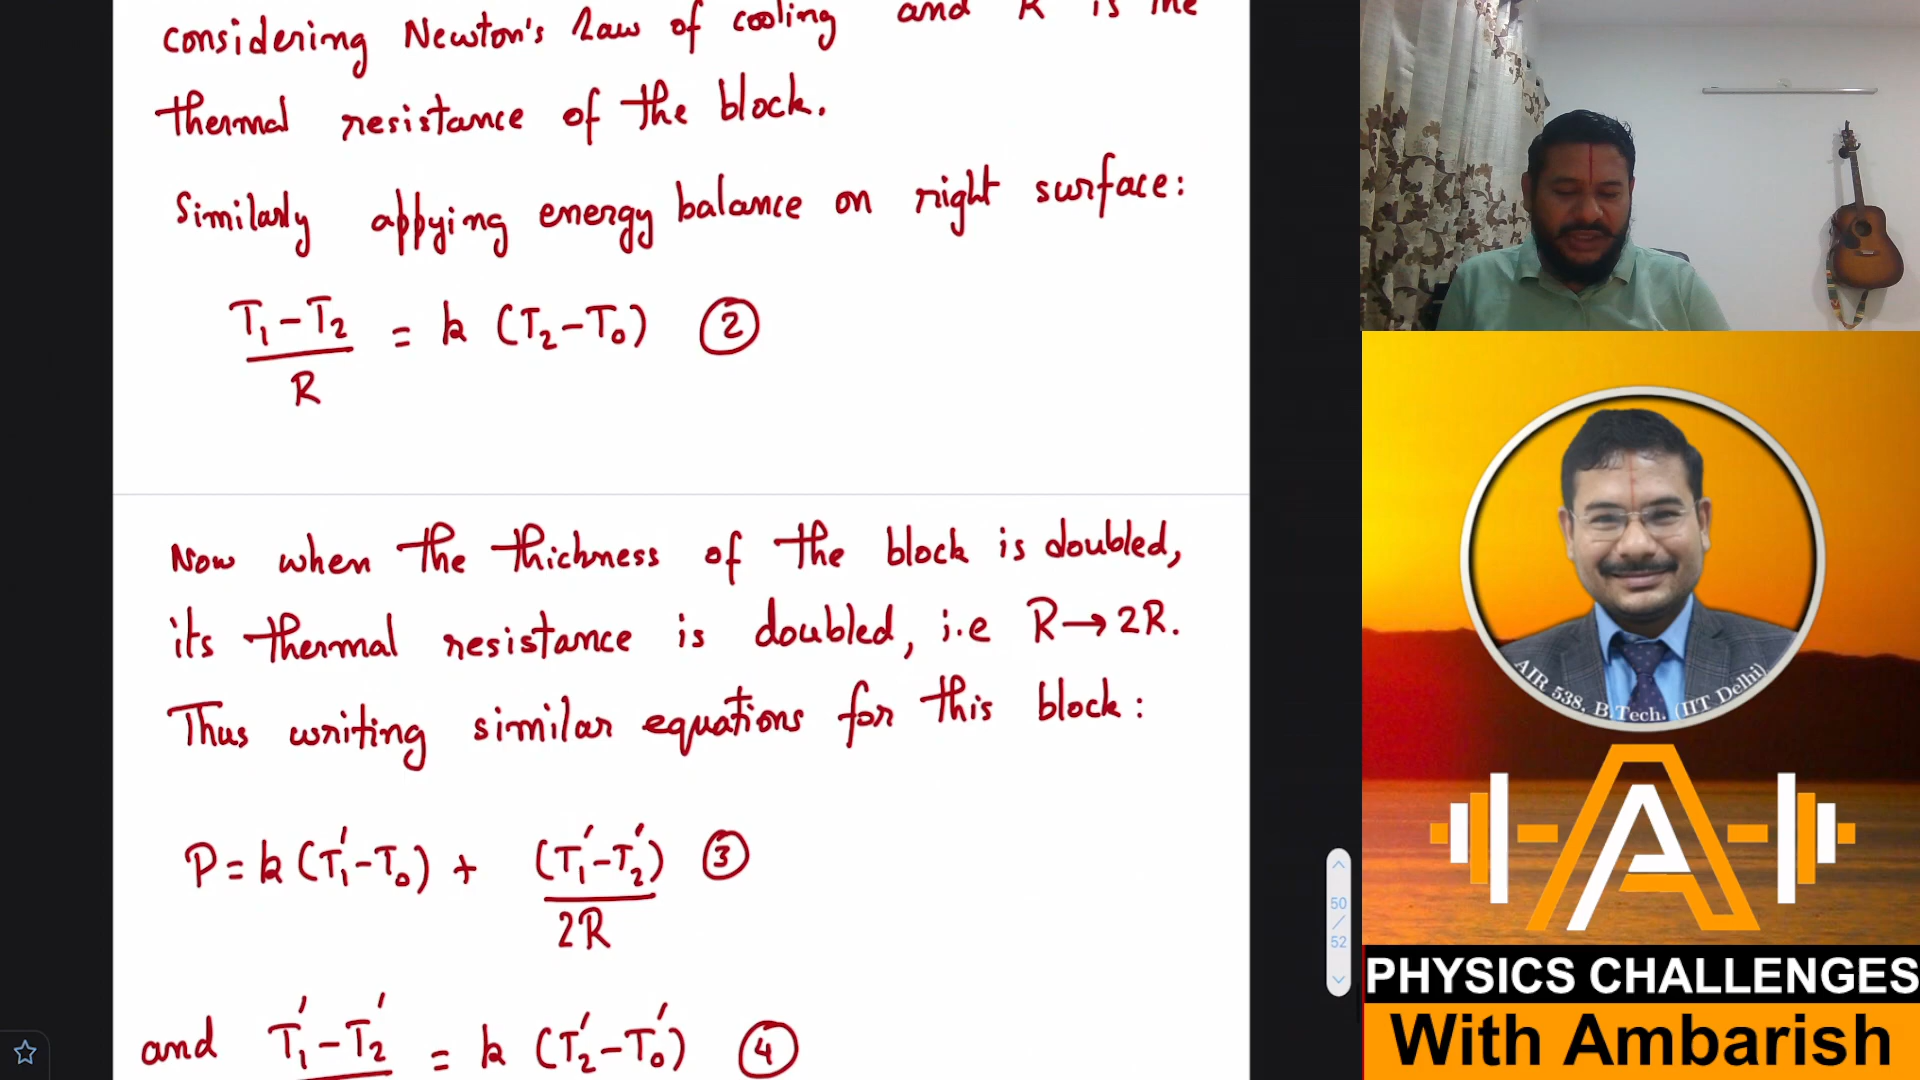 considering Newton's law of cooling and R is the
thermal resistance of the block.
Similarly applying energy balance on right surface:
T₁-T₂ / R = k (T₂-T₀) ②
Now when the thickness of the block is doubled,
its thermal resistance is doubled, i.e R→2R.
Thus writing similar equations for this block:
P = k (T₁'-T₀) + (T₁'-T₂') / 2R ③
and T₁'-T₂' = k (T₂'-T₀') ④
50
/
52
AIR 538, B.Tech. (IIT Delhi)
A
PHYSICS CHALLENGES
With Ambarish